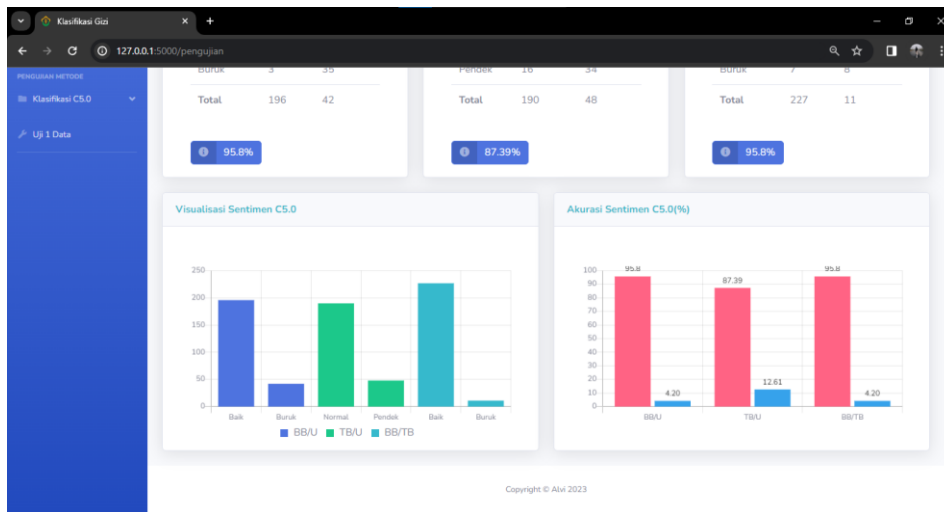 Klasifikasi Gizi
127.0.0.1:5000/pengujian
PENGUJIAN METODE
Klasifikasi C5.0
Uji 1 Data
Buruk 3 35
Total 196 42
95.8%
Pendek 16 34
Total 190 48
87.39%
Buruk 7 8
Total 227 11
95.8%
Visualisasi Sentimen C5.0
250
200
150
100
50
0
Baik Buruk Normal Pendek Baik Buruk
BB/U TB/U BB/TB
Akurasi Sentimen C5.0(%)
100
90
80
70
60
50
40
30
20
10
0
95.8 87.39 95.8
4.20 12.61 4.20
BB/U TB/U BB/TB
Copyright © Alvi 2023